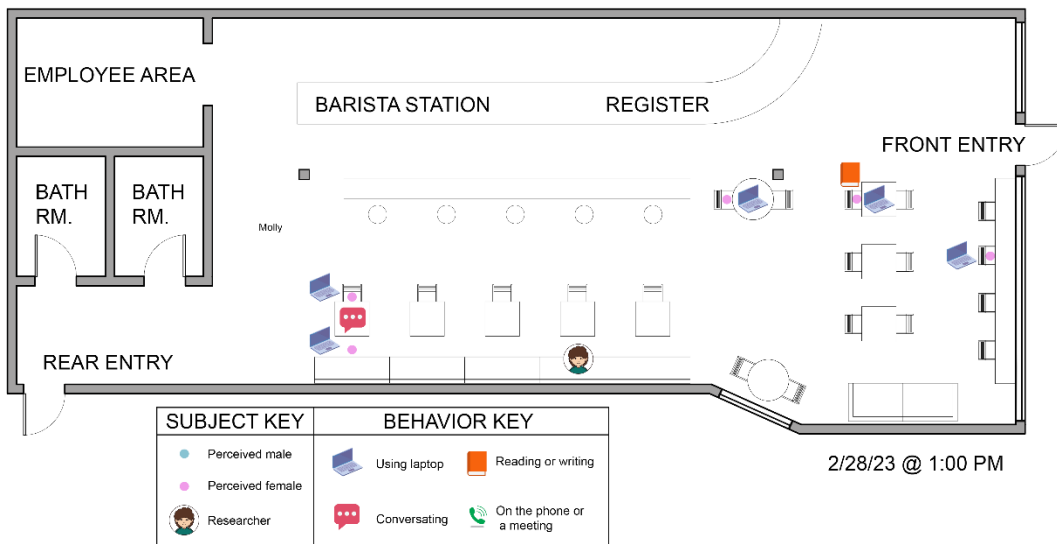 EMPLOYEE AREA
BARISTA STATION
REGISTER
FRONT ENTRY
BATH
RM.
BATH
RM.
Molly
REAR ENTRY
2/28/23 @ 1:00 PM
SUBJECT KEY
Perceived male
Perceived female
Researcher
BEHAVIOR KEY
Using laptop
Reading or writing
Conversating
On the phone or
a meeting